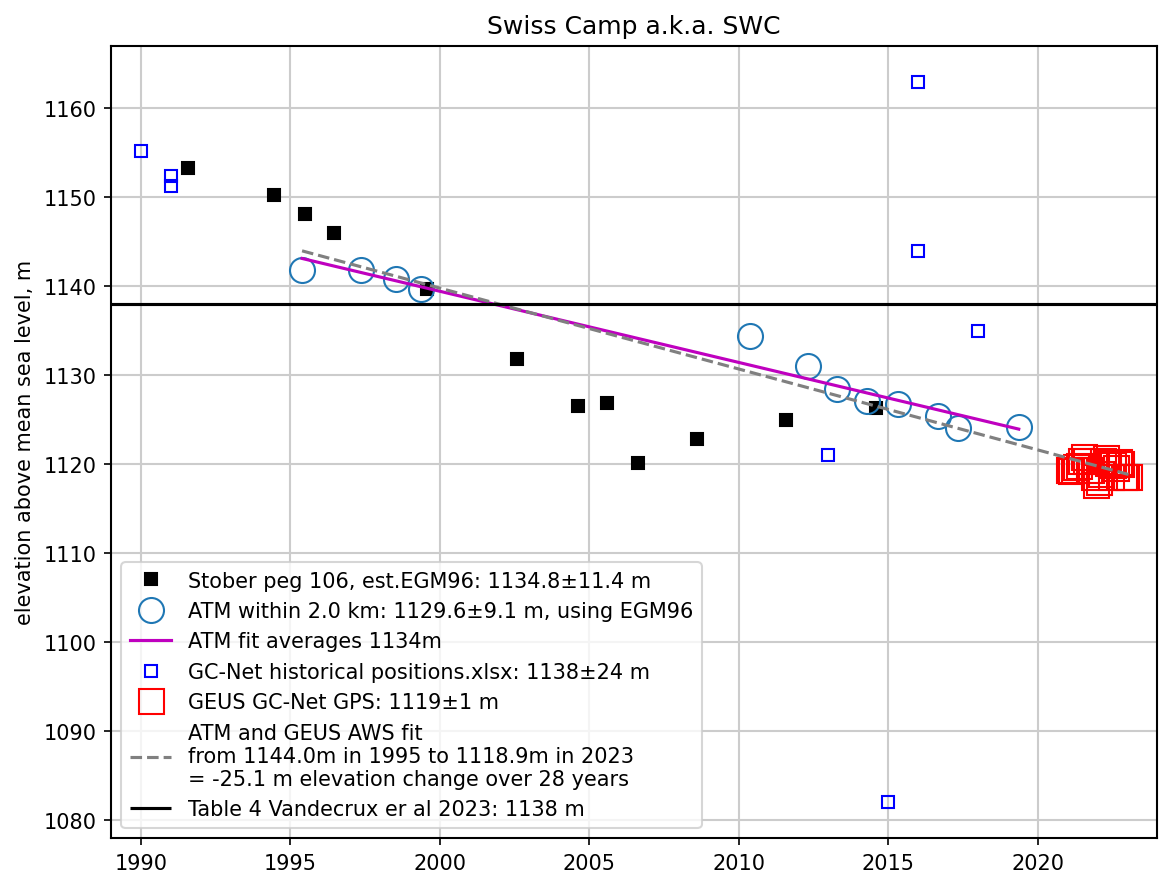 Swiss Camp a.k.a. SWC
elevation above mean sea level, m
1160
1150
1140
1130
1120
1110
1100
1090
1080
Stober peg 106, est.EGM96: 1134.8±11.4 m
ATM within 2.0 km: 1129.6±9.1 m, using EGM96
ATM fit averages 1134m
GC-Net historical positions.xlsx: 1138±24 m
GEUS GC-Net GPS: 1119±1 m
ATM and GEUS AWS fit
from 1144.0m in 1995 to 1118.9m in 2023
= -25.1 m elevation change over 28 years
Table 4 Vandecrux er al 2023: 1138 m
1990 1995 2000 2005 2010 2015 2020